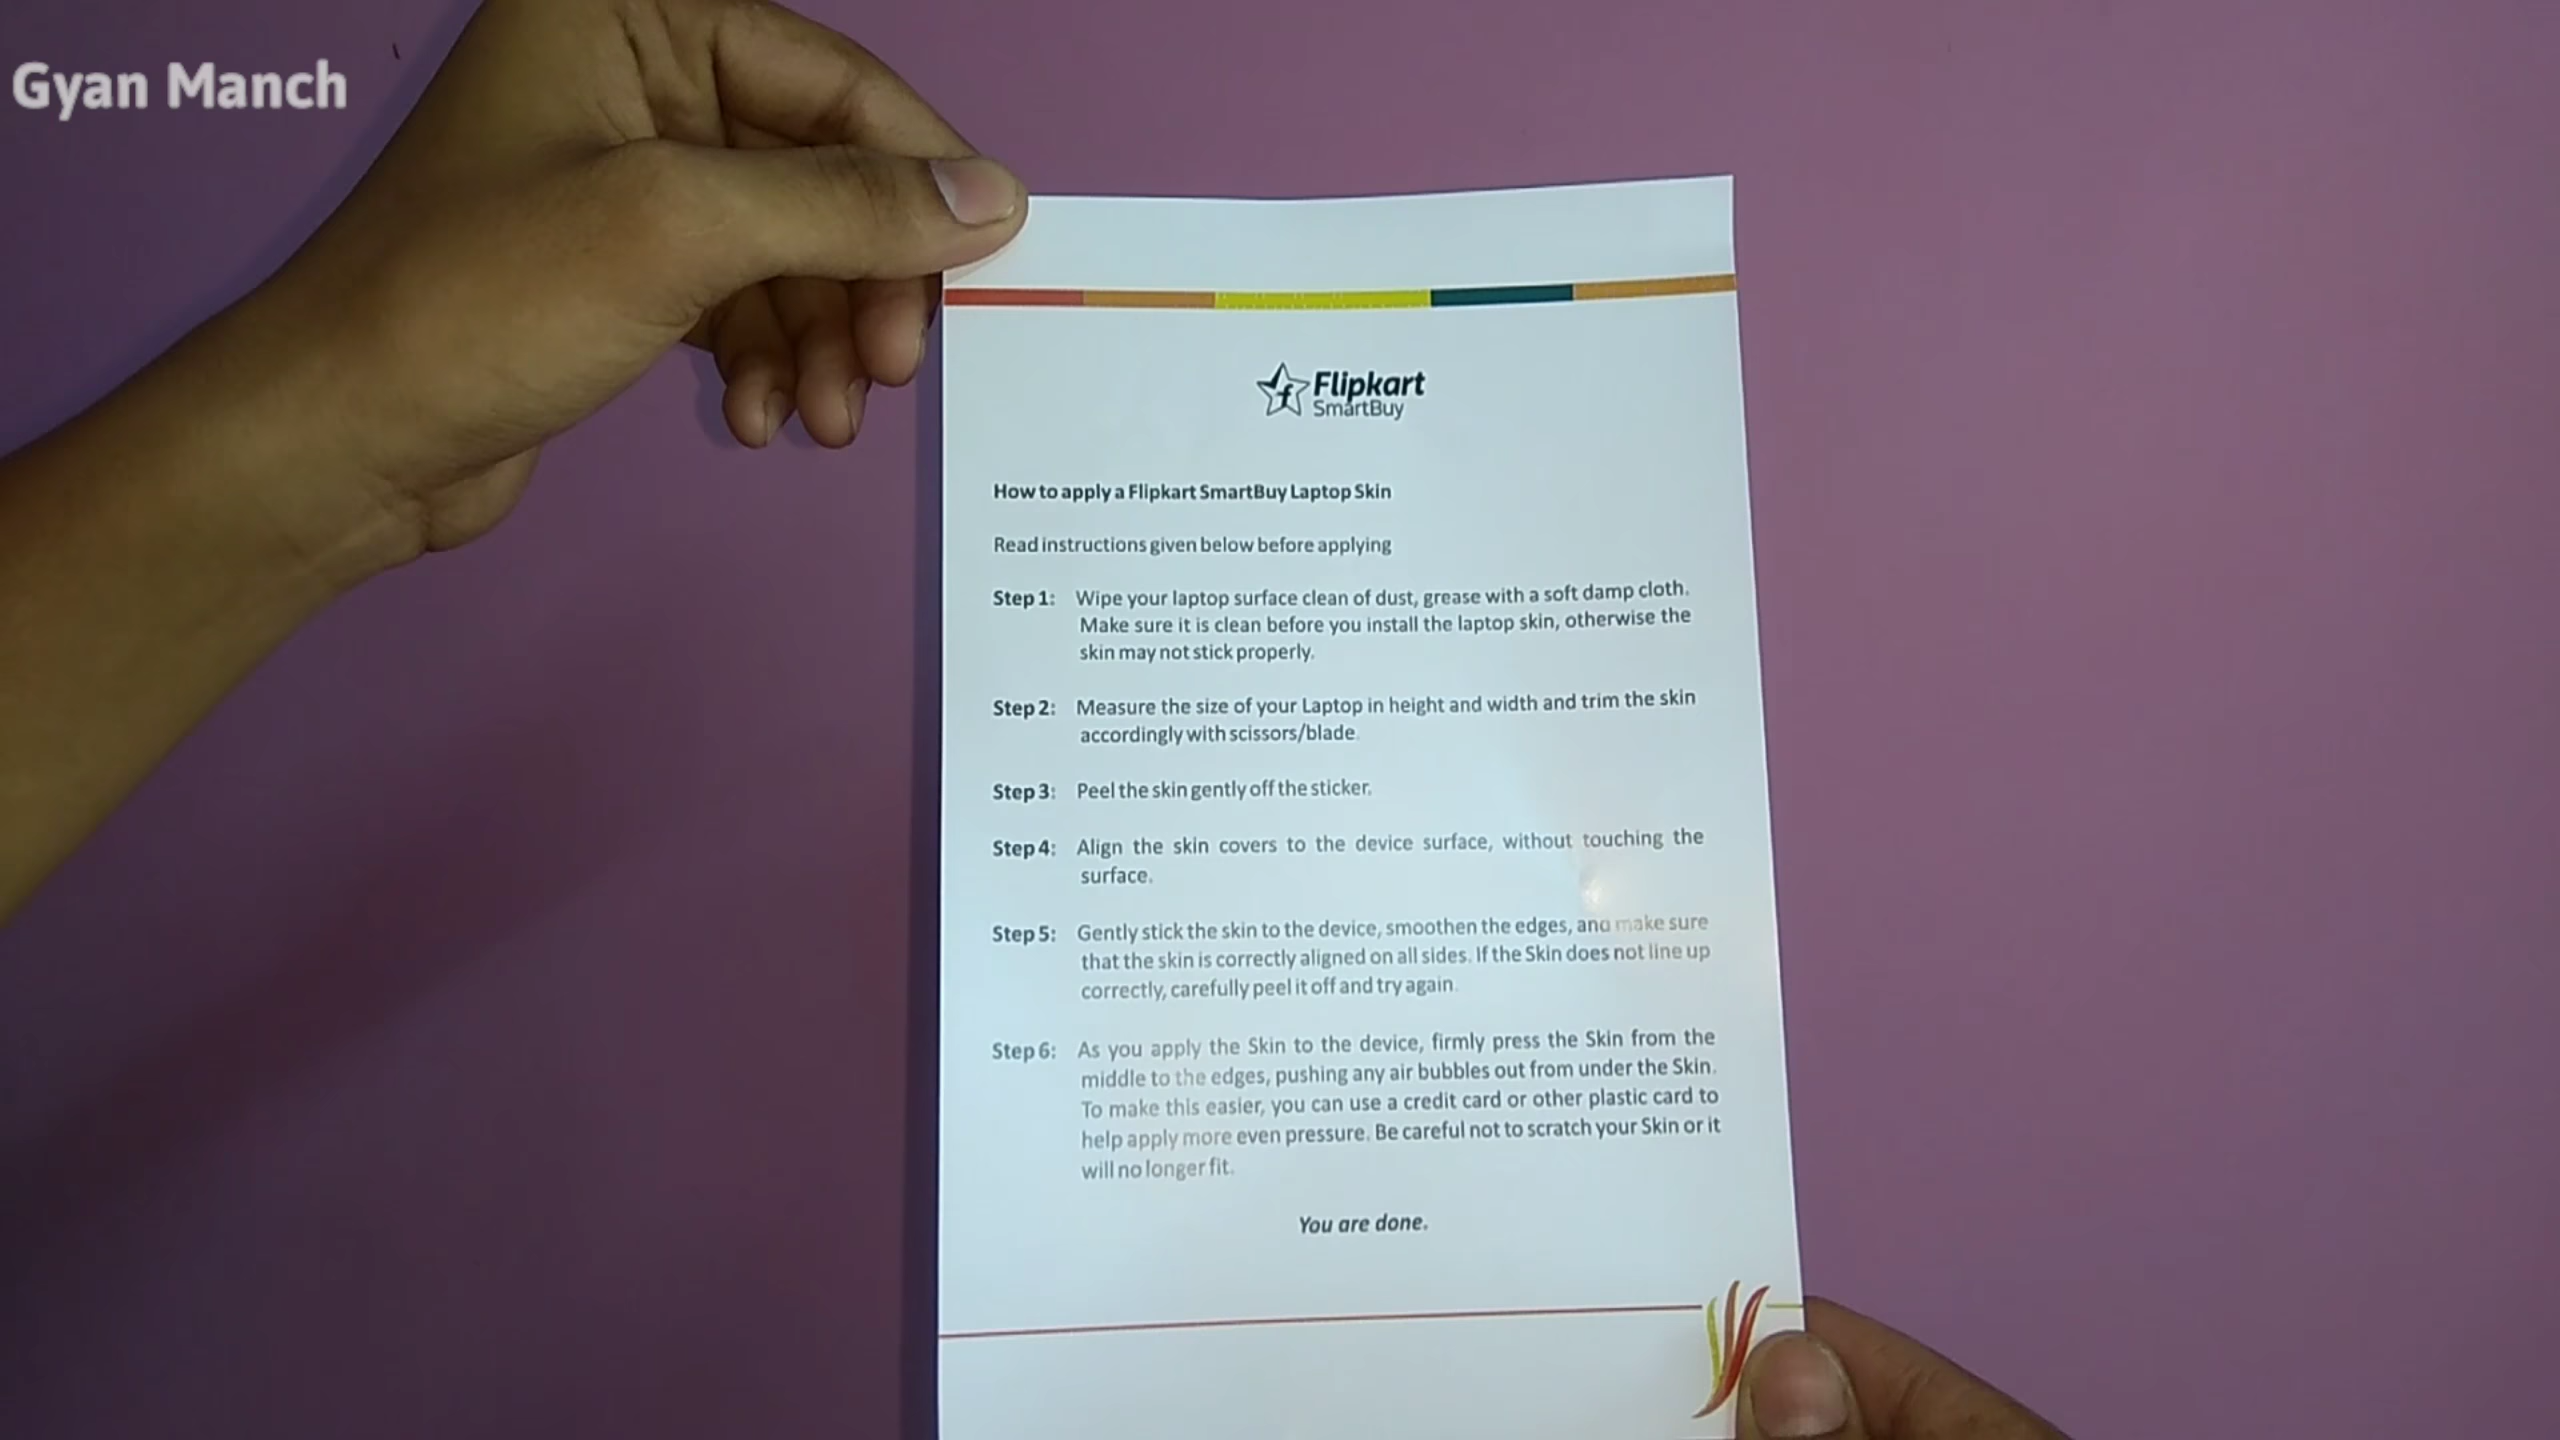 Gyan Manch
Flipkart
SmartBuy
How to apply a Flipkart SmartBuy Laptop Skin
Read instructions given below before applying
Step 1: Wipe your laptop surface clean of dust, grease with a soft damp cloth.
Make sure it is clean before you install the laptop skin, otherwise the
skin may not stick properly.
Step 2: Measure the size of your Laptop in height and width and trim the skin
accordingly with scissors/blade.
Step 3: Peel the skin gently off the sticker.
Step 4: Align the skin covers to the device surface, without touching the
surface.
Step 5: Gently stick the skin to the device, smoothen the edges, and make sure
that the skin is correctly aligned on all sides. If the Skin does not line up
correctly, carefully peel it off and try again.
Step 6: As you apply the Skin to the device, firmly press the Skin from the
middle to the edges, pushing any air bubbles out from under the Skin.
To make this easier, you can use a credit card or other plastic card to
help apply more even pressure. Be careful not to scratch your Skin or it
will no longer fit.
You are done.